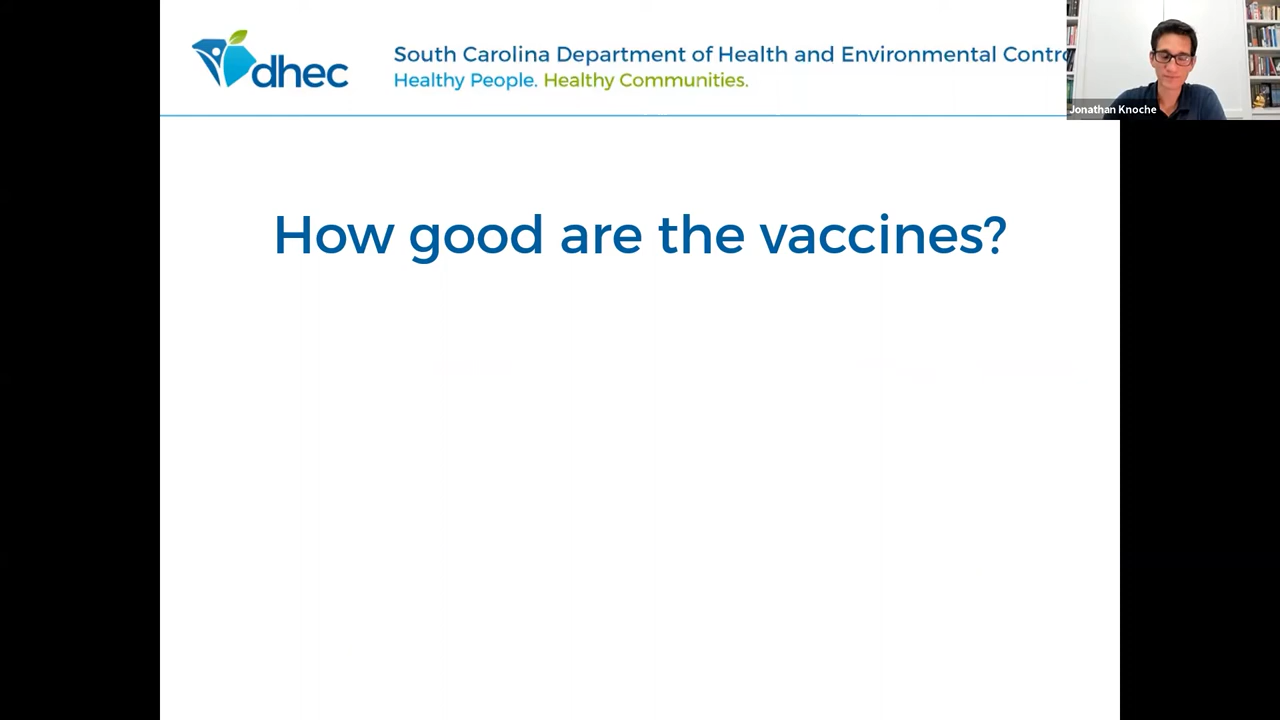 dhec
South Carolina Department of Health and Environmental Contro
Healthy People. Healthy Communities.
Jonathan Knoche
How good are the vaccines?